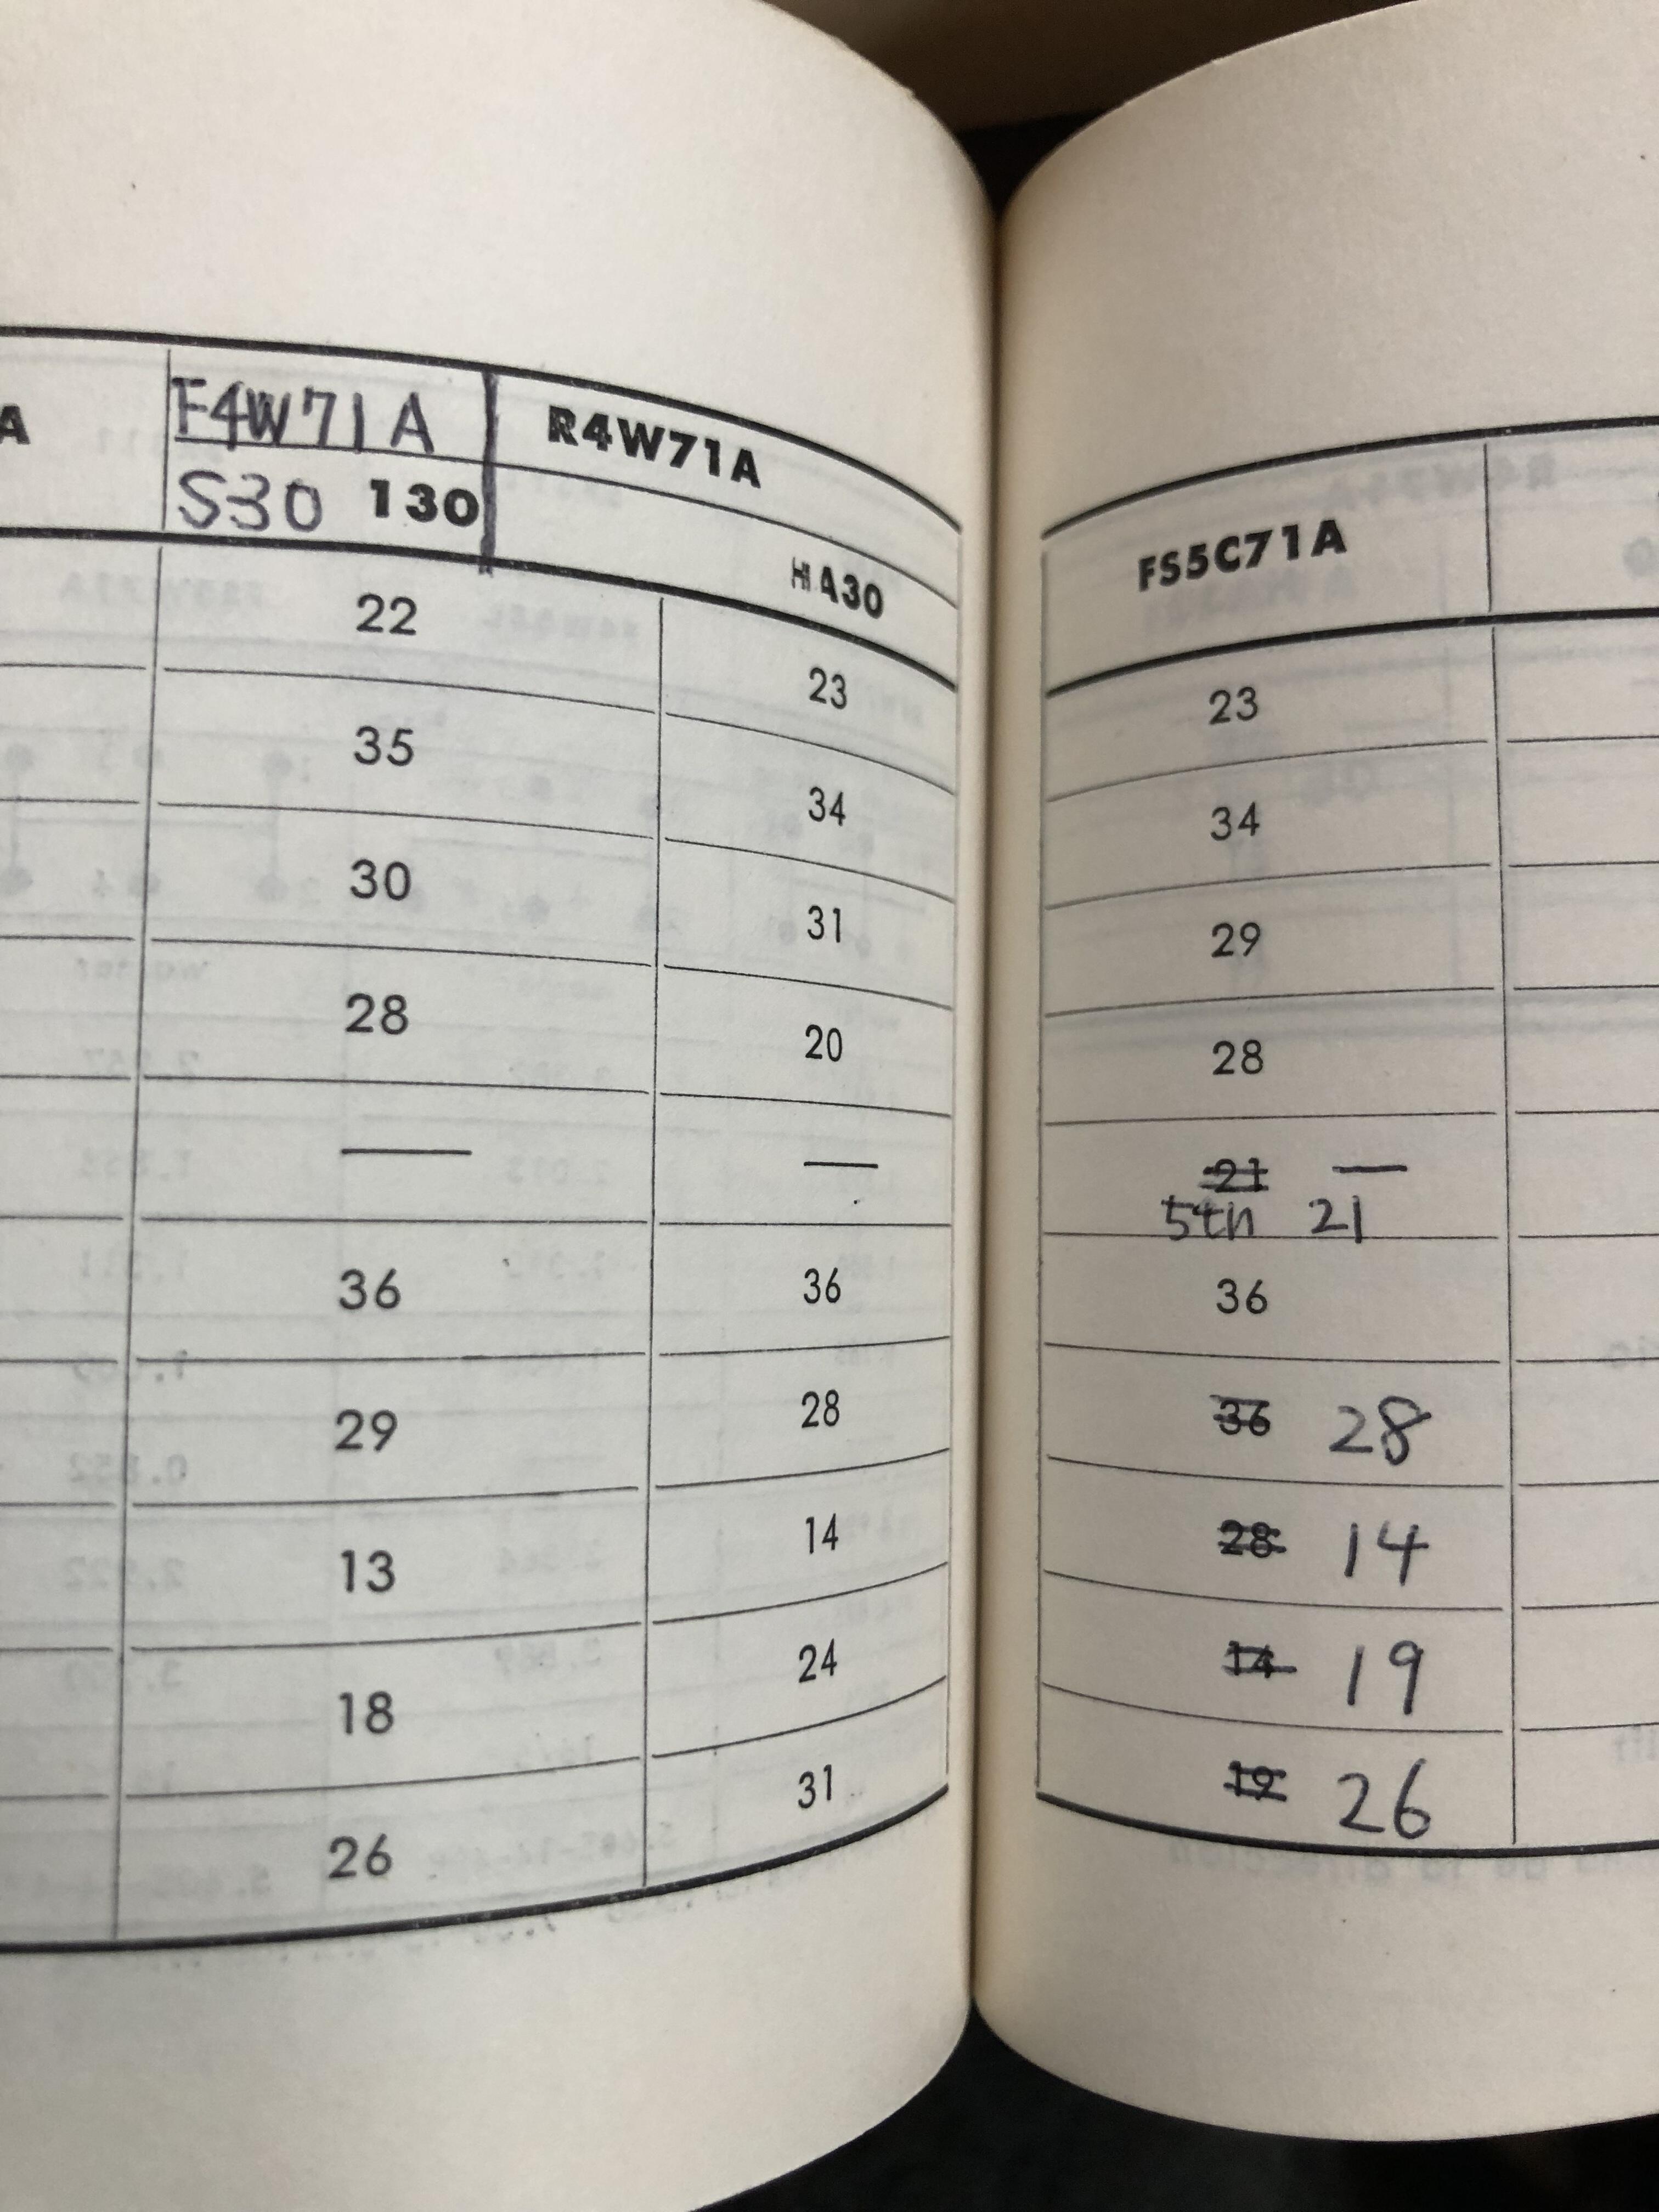 A
F4W71A
R4W71A
S30 130
HA30
22 23
35 34
30 31
28 20
— —
36 36
29 28
13 14
18 24
26 31
FS5C71A
23
34
29
28
21 —
5th 21
36
36 28
28 14
14 19
19 26